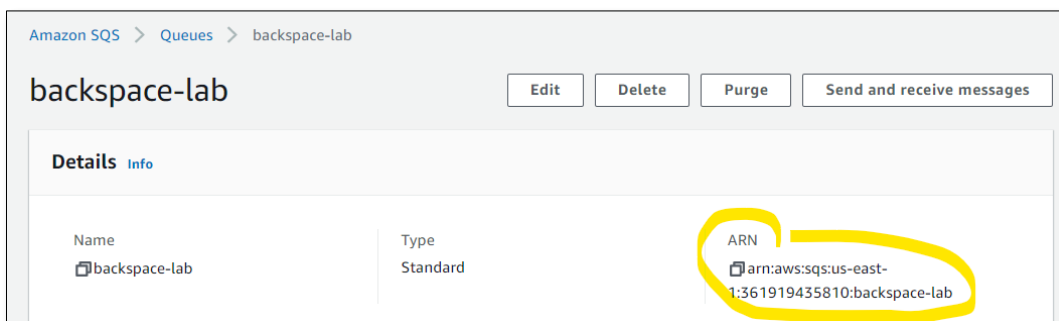 Amazon SQS > Queues > backspace-lab
backspace-lab
Edit
Delete
Purge
Send and receive messages
Details Info
Name
backspace-lab
Type
Standard
ARN
arn:aws:sqs:us-east-
1:361919435810:backspace-lab